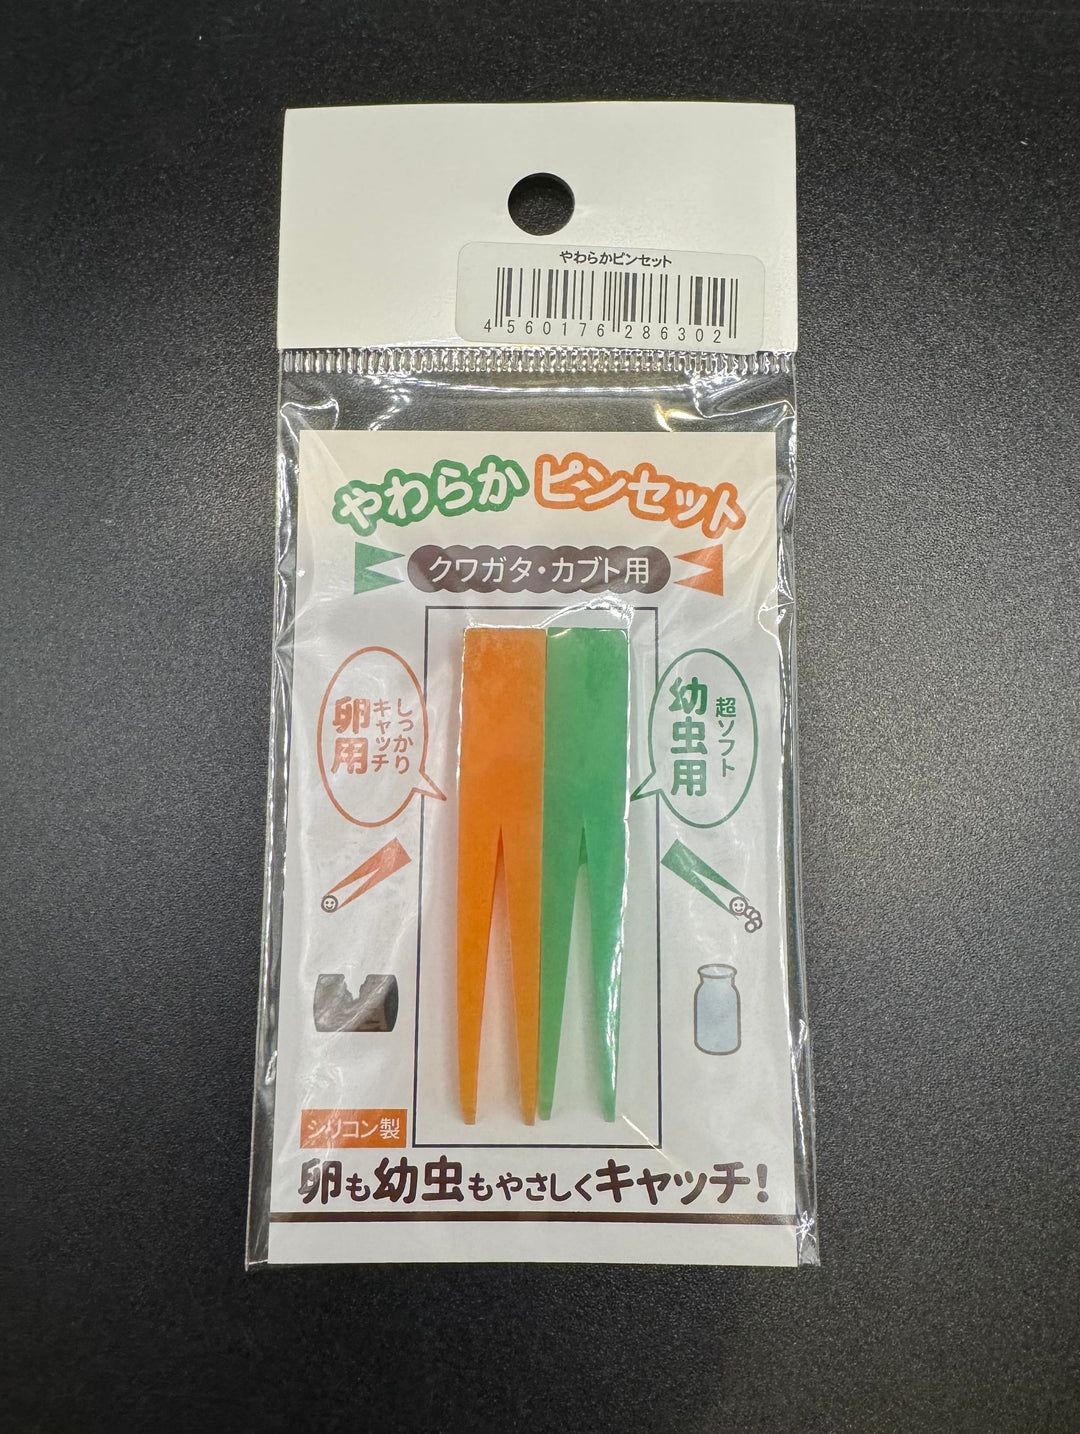 やわらかピンセット
4 560176 286302
やわらかピンセット
クワガタ・カブト用
しっかり
キャッチ
卵用
超ソフト
幼虫用
シリコン製
卵も幼虫もやさしくキャッチ!